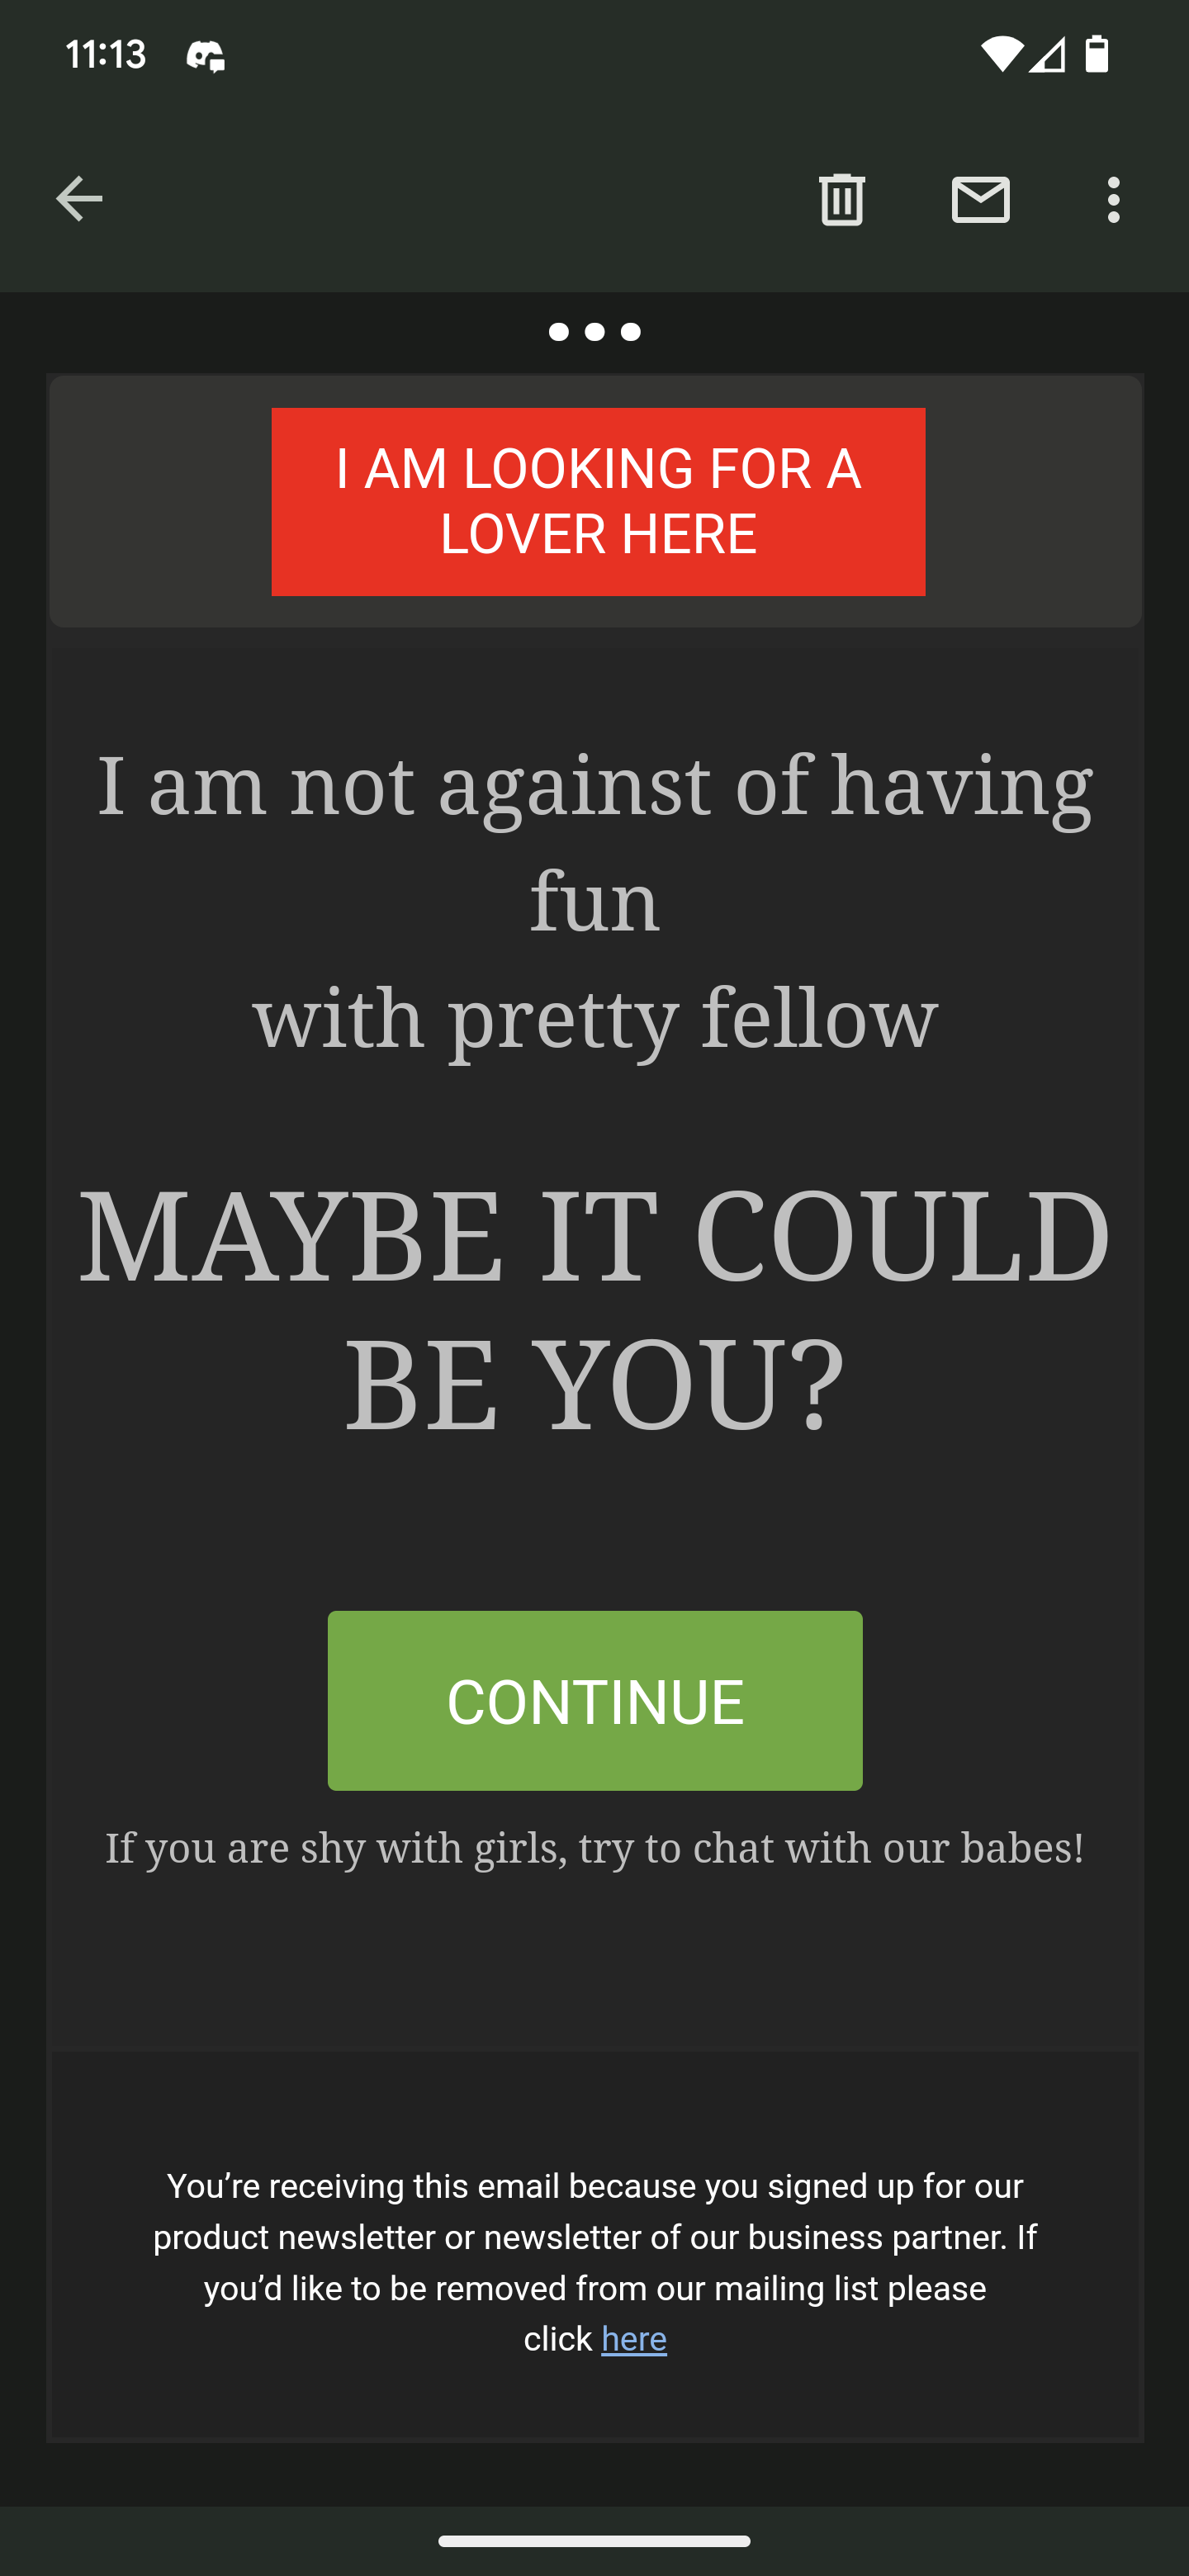 11:13
I AM LOOKING FOR A
LOVER HERE
I am not against of having
fun
with pretty fellow
MAYBE IT COULD
BE YOU?
CONTINUE
If you are shy with girls, try to chat with our babes!
You’re receiving this email because you signed up for our
product newsletter or newsletter of our business partner. If
you’d like to be removed from our mailing list please
click here